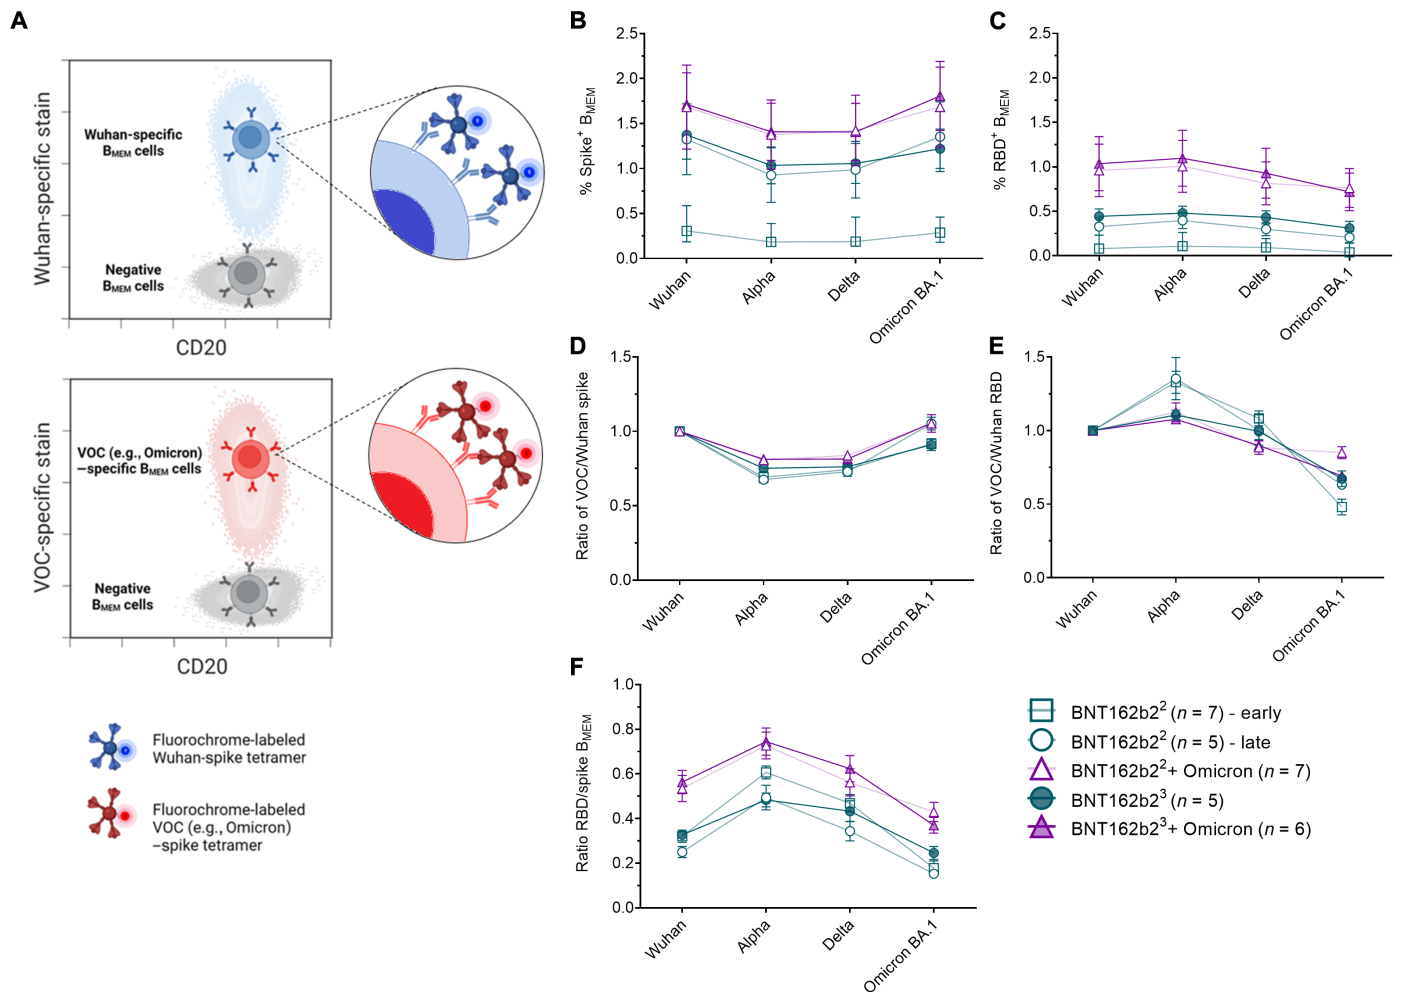 A
Wuhan-specific stain
Wuhan-specific
B_MEM cells
Negative
B_MEM cells
CD20
VOC-specific stain
VOC (e.g., Omicron)
–specific B_MEM cells
Negative
B_MEM cells
CD20
Fluorochrome-labeled
Wuhan-spike tetramer
Fluorochrome-labeled
VOC (e.g., Omicron)
–spike tetramer
B
% Spike⁺ B_MEM
2.5
2.0
1.5
1.0
0.5
0.0
Wuhan
Alpha
Delta
Omicron BA.1
C
% RBD⁺ B_MEM
2.5
2.0
1.5
1.0
0.5
0.0
Wuhan
Alpha
Delta
Omicron BA.1
D
Ratio of VOC/Wuhan spike
1.5
1.0
0.5
0.0
Wuhan
Alpha
Delta
Omicron BA.1
E
Ratio of VOC/Wuhan RBD
1.5
1.0
0.5
0.0
Wuhan
Alpha
Delta
Omicron BA.1
F
Ratio RBD/spike B_MEM
1.0
0.8
0.6
0.4
0.2
0.0
Wuhan
Alpha
Delta
Omicron BA.1
BNT162b2² (n = 7) - early
BNT162b2² (n = 5) - late
BNT162b2²+ Omicron (n = 7)
BNT162b2³ (n = 5)
BNT162b2³+ Omicron (n = 6)